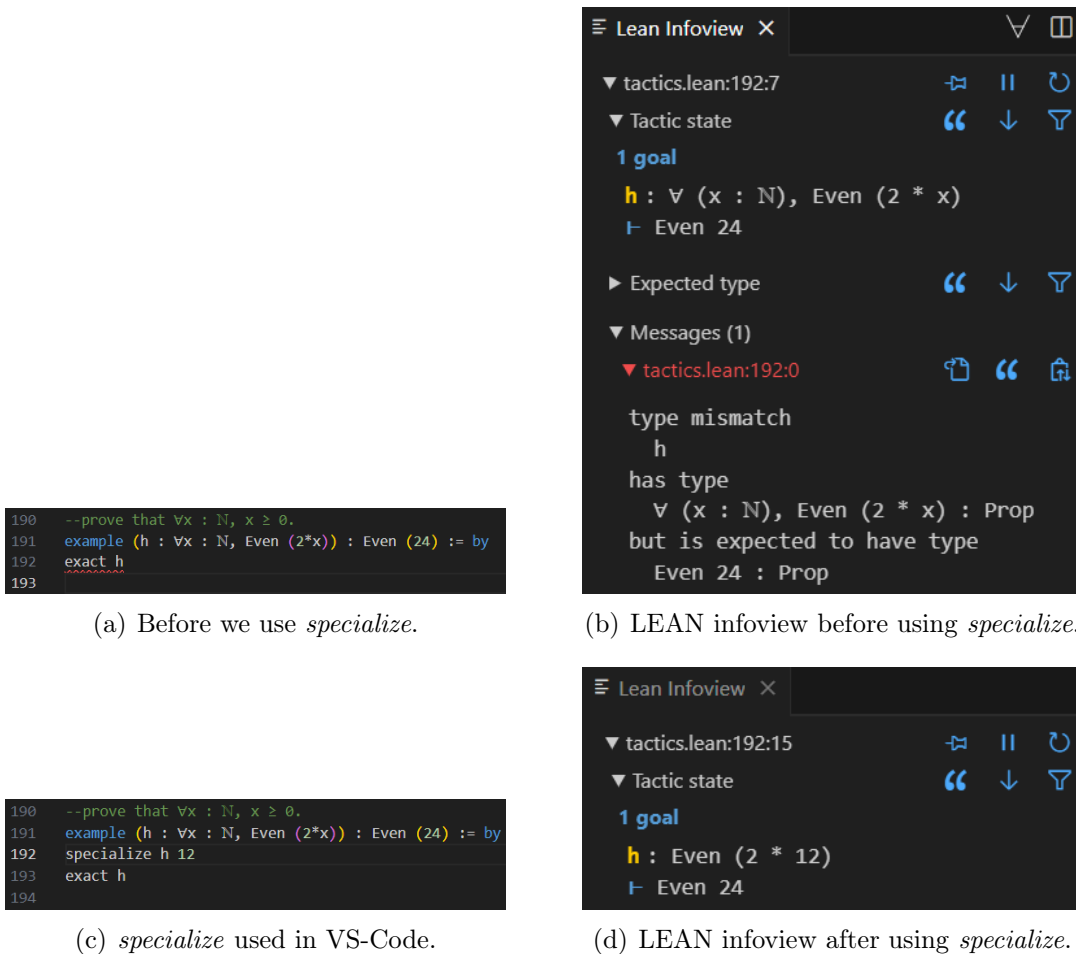 Lean Infoview ×
▼ tactics.lean:192:7
▼ Tactic state
1 goal
h : ∀ (x : ℕ), Even (2 * x)
⊢ Even 24
▶ Expected type
▼ Messages (1)
▼ tactics.lean:192:0
type mismatch
h
has type
∀ (x : ℕ), Even (2 * x) : Prop
but is expected to have type
Even 24 : Prop
190 --prove that ∀x : ℕ, x ≥ 0.
191 example (h : ∀x : ℕ, Even (2*x)) : Even (24) := by
192 exact h
193
(a) Before we use specialize.
(b) LEAN infoview before using specialize.
Lean Infoview ×
▼ tactics.lean:192:15
▼ Tactic state
1 goal
h : Even (2 * 12)
⊢ Even 24
190 --prove that ∀x : ℕ, x ≥ 0.
191 example (h : ∀x : ℕ, Even (2*x)) : Even (24) := by
192 specialize h 12
193 exact h
194
(c) specialize used in VS-Code.
(d) LEAN infoview after using specialize.